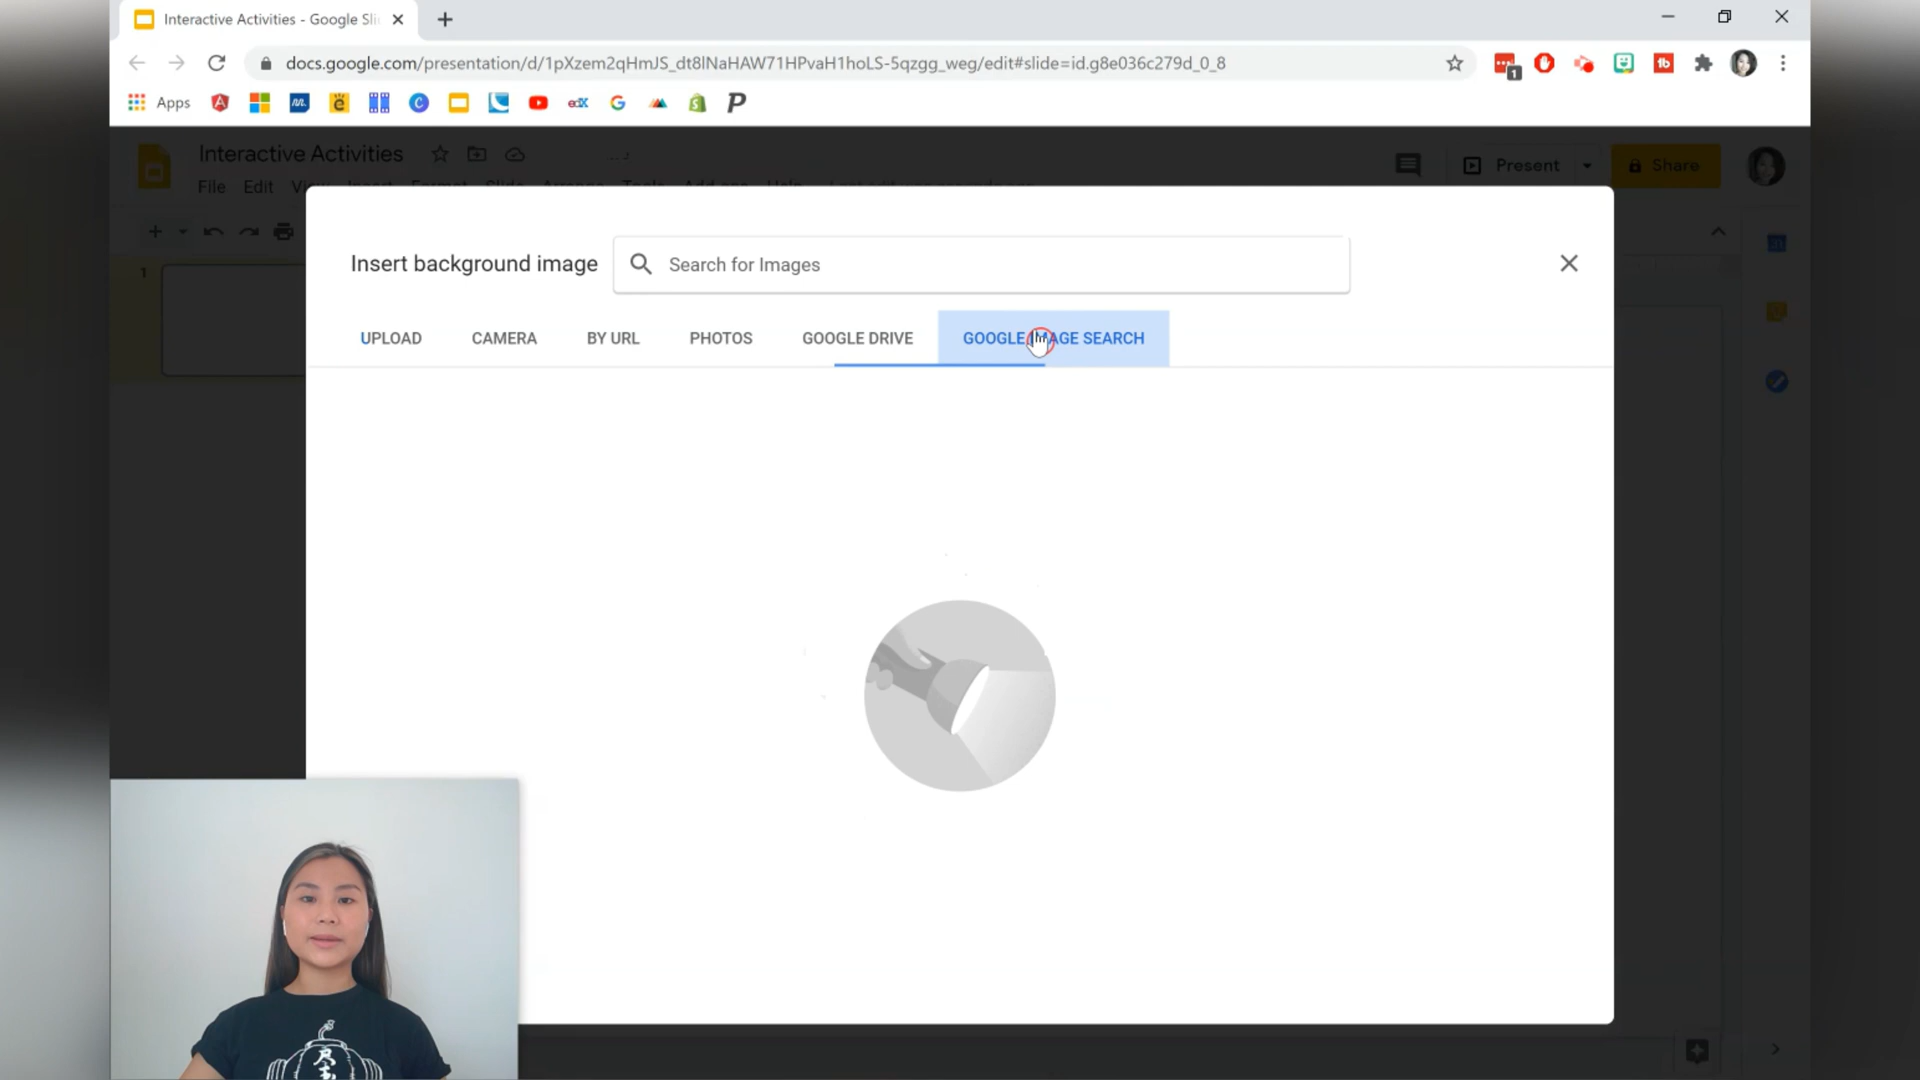 Interactive Activities - Google Sli
docs.google.com/presentation/d/1pXzem2qHmJS_dt8lNaHAW71HPvaH1hoLS-5qzgg_weg/edit#slide=id.g8e036c279d_0_8
1
Apps
edX
Interactive Activities
File Edit
Present
Share
1
Insert background image
Search for Images
UPLOAD
CAMERA
BY URL
PHOTOS
GOOGLE DRIVE
GOOGLE IMAGE SEARCH